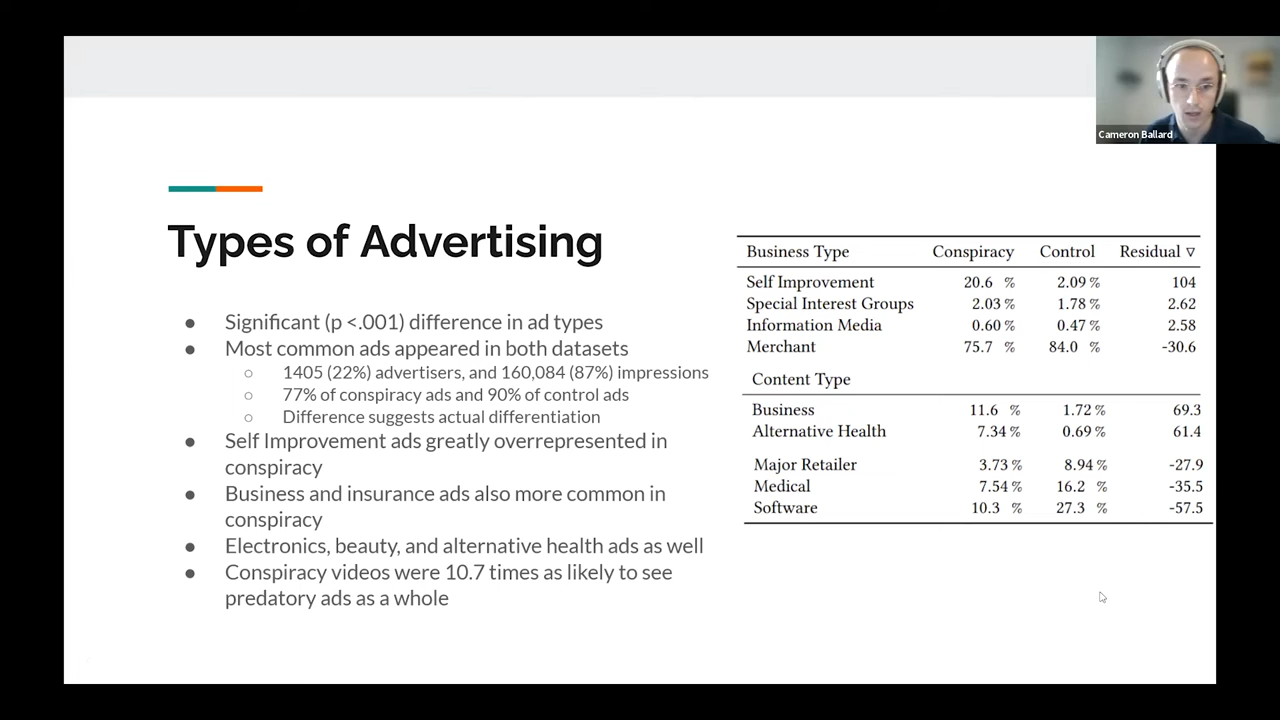 Cameron Ballard
Types of Advertising
● Significant (p <.001) difference in ad types
● Most common ads appeared in both datasets
○ 1405 (22%) advertisers, and 160,084 (87%) impressions
○ 77% of conspiracy ads and 90% of control ads
○ Difference suggests actual differentiation
● Self Improvement ads greatly overrepresented in
conspiracy
● Business and insurance ads also more common in
conspiracy
● Electronics, beauty, and alternative health ads as well
● Conspiracy videos were 10.7 times as likely to see
predatory ads as a whole
Business Type Conspiracy Control Residual ▽
Self Improvement 20.6 % 2.09 % 104
Special Interest Groups 2.03 % 1.78 % 2.62
Information Media 0.60 % 0.47 % 2.58
Merchant 75.7 % 84.0 % -30.6
Content Type
Business 11.6 % 1.72 % 69.3
Alternative Health 7.34 % 0.69 % 61.4
Major Retailer 3.73 % 8.94 % -27.9
Medical 7.54 % 16.2 % -35.5
Software 10.3 % 27.3 % -57.5